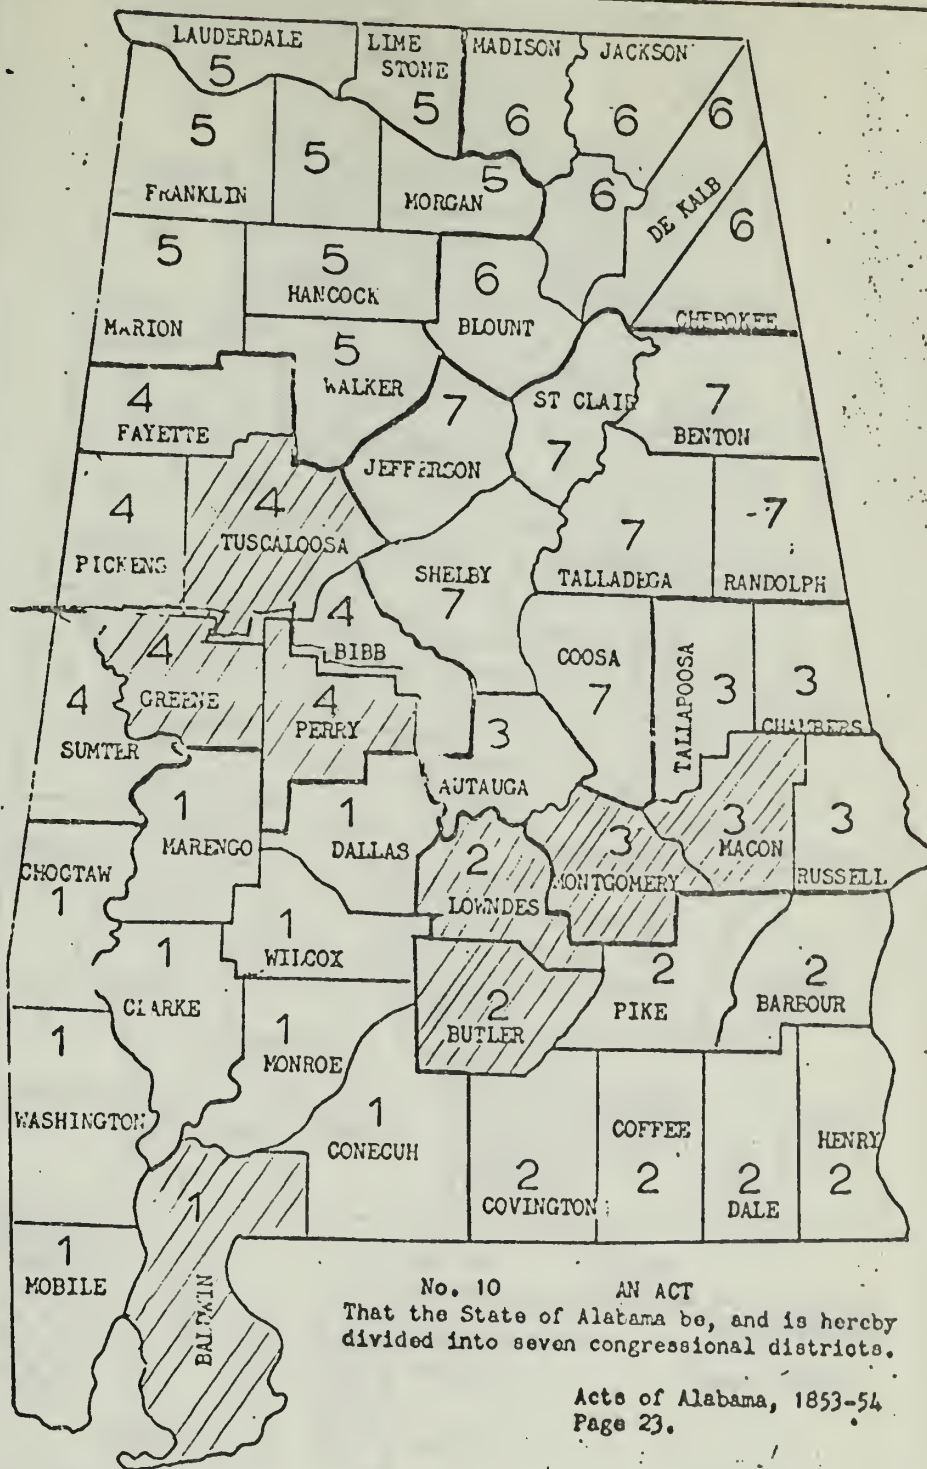 LAUDERDALE LIME MADISON JACKSON
STONE
5 5 6 6 6
5 5
FRANKLIN MORGAN 5 6 DE KALB 6
5 5 6
HANCOCK
MARION BLOUNT CHEROKEE
5
WALKER
4 7 ST CLAIR 7
FAYETTE BENTON
JEFFERSON 7
4 4 7 -7
PICKENS TUSCALOOSA SHELBY TALLADEGA RANDOLPH
7
4
BIBB COOSA TALLAPOOSA
4 4 4 7 3 3
GREENE PERRY CHAMBERS
SUMTER 3
AUTAUGA
1 1 3 3 3
MARENGO DALLAS 2 MACON
CHOCTAW MONTGOMERY RUSSELL
1 LOWNDES
1 1
WILCOX 2 2
CLARKE 2 PIKE BARBOUR
1 1 BUTLER
MONROE
WASHINGTON 1 COFFEE HENRY
CONECUH 2 2 2 2
1 COVINGTON DALE
1
MOBILE BALDWIN
No. 10 AN ACT
That the State of Alabama be, and is hereby
divided into seven congressional districts.
Acts of Alabama, 1853-54
Page 23.